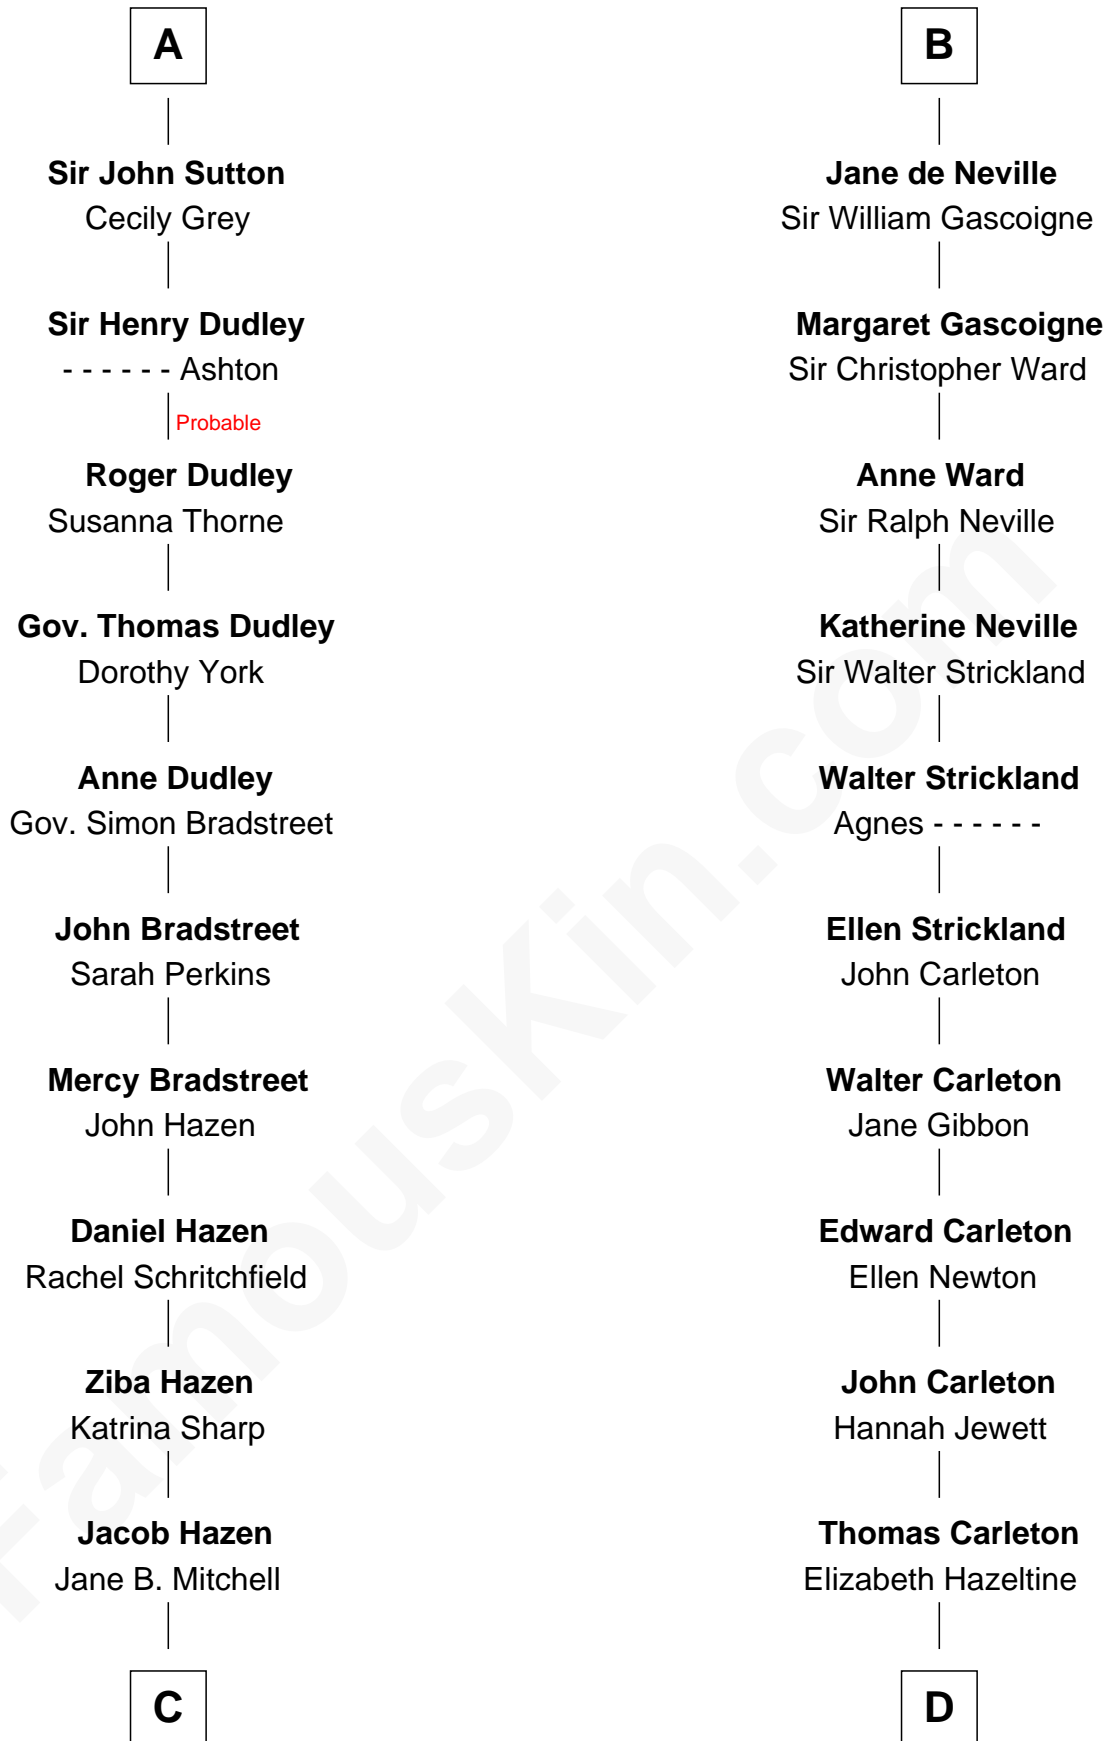 A
Sir John Sutton
Cecily Grey
Sir Henry Dudley
- - - - - - Ashton
Probable
Roger Dudley
Susanna Thorne
Gov. Thomas Dudley
Dorothy York
Anne Dudley
Gov. Simon Bradstreet
John Bradstreet
Sarah Perkins
Mercy Bradstreet
John Hazen
Daniel Hazen
Rachel Schritchfield
Ziba Hazen
Katrina Sharp
Jacob Hazen
Jane B. Mitchell
C
B
Jane de Neville
Sir William Gascoigne
Margaret Gascoigne
Sir Christopher Ward
Anne Ward
Sir Ralph Neville
Katherine Neville
Sir Walter Strickland
Walter Strickland
Agnes - - - - - -
Ellen Strickland
John Carleton
Walter Carleton
Jane Gibbon
Edward Carleton
Ellen Newton
John Carleton
Hannah Jewett
Thomas Carleton
Elizabeth Hazeltine
D
FamousKin.com